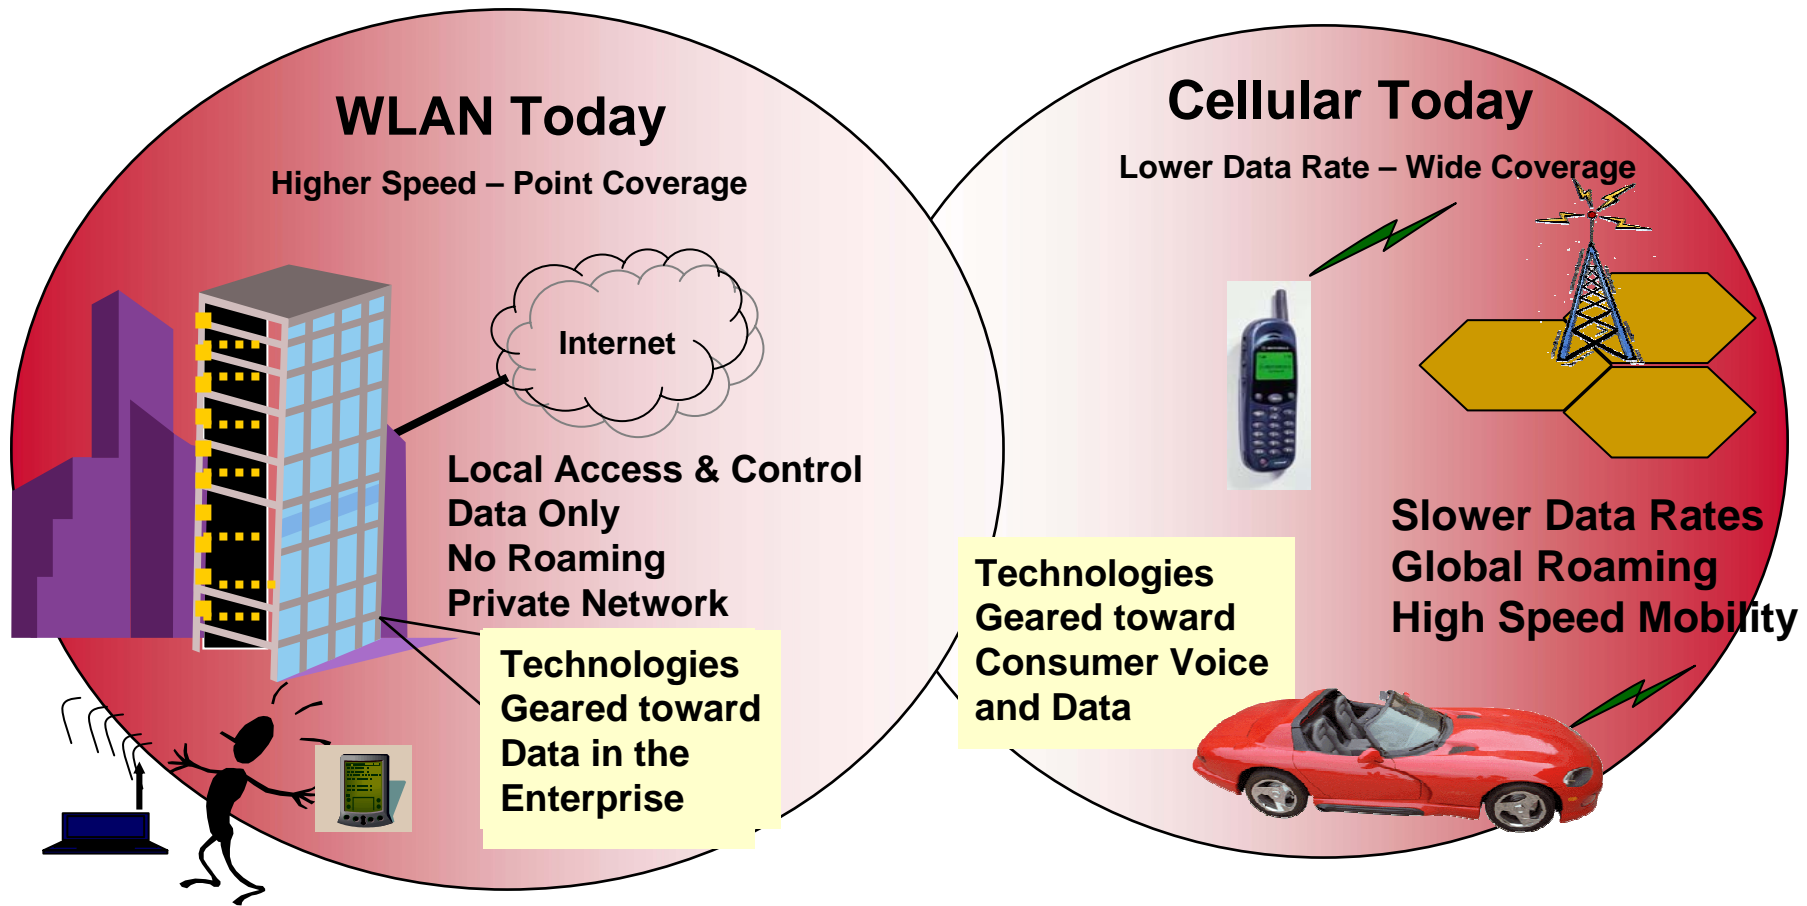 WLAN Today
Higher Speed – Point Coverage
Internet
Local Access & Control
Data Only
No Roaming
Private Network
Technologies
Geared toward
Data in the
Enterprise
Cellular Today
Lower Data Rate – Wide Coverage
Slower Data Rates
Global Roaming
High Speed Mobility
Technologies
Geared toward
Consumer Voice
and Data